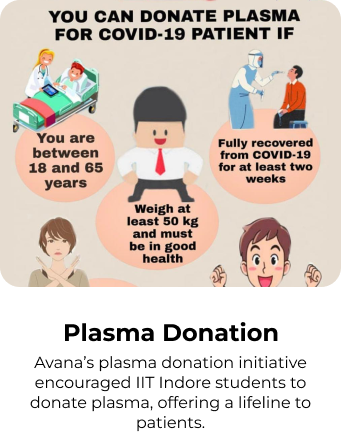 YOU CAN DONATE PLASMA
FOR COVID-19 PATIENT IF
You are
between
18 and 65
years
Fully recovered
from COVID-19
for at least two
weeks
Weigh at
least 50 kg
and must
be in good
health
Plasma Donation
Avana’s plasma donation initiative
encouraged IIT Indore students to
donate plasma, offering a lifeline to
patients.